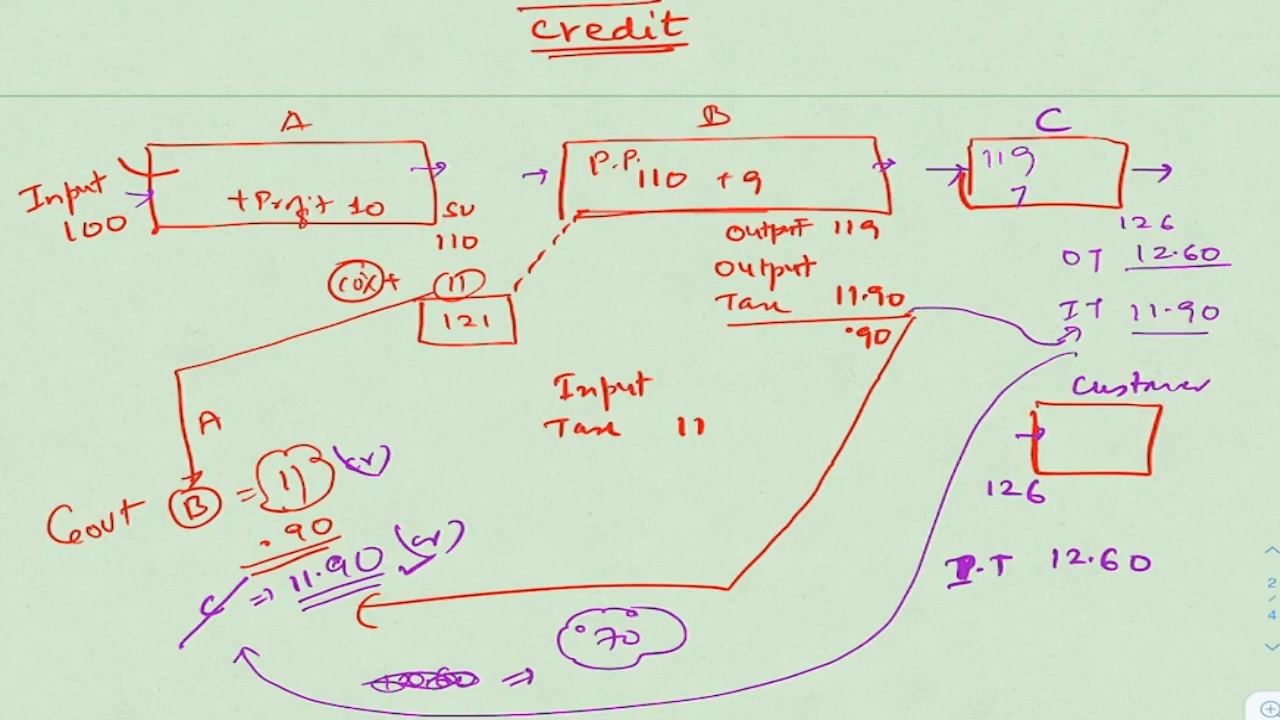 Credit
A
B
C
Input
100
+ Profit 10
SV
110
P.P. 110 + 9
119
7
Output 119
Output
Tax 11.90
.90
126
OT 12.60
IT 11.90
10% +
11
121
Input
Tax 11
Customer
126
I.T 12.60
A
Govt B = 11 (cr)
.90
C => 11.90 (cr)
=> .70
2
/
4